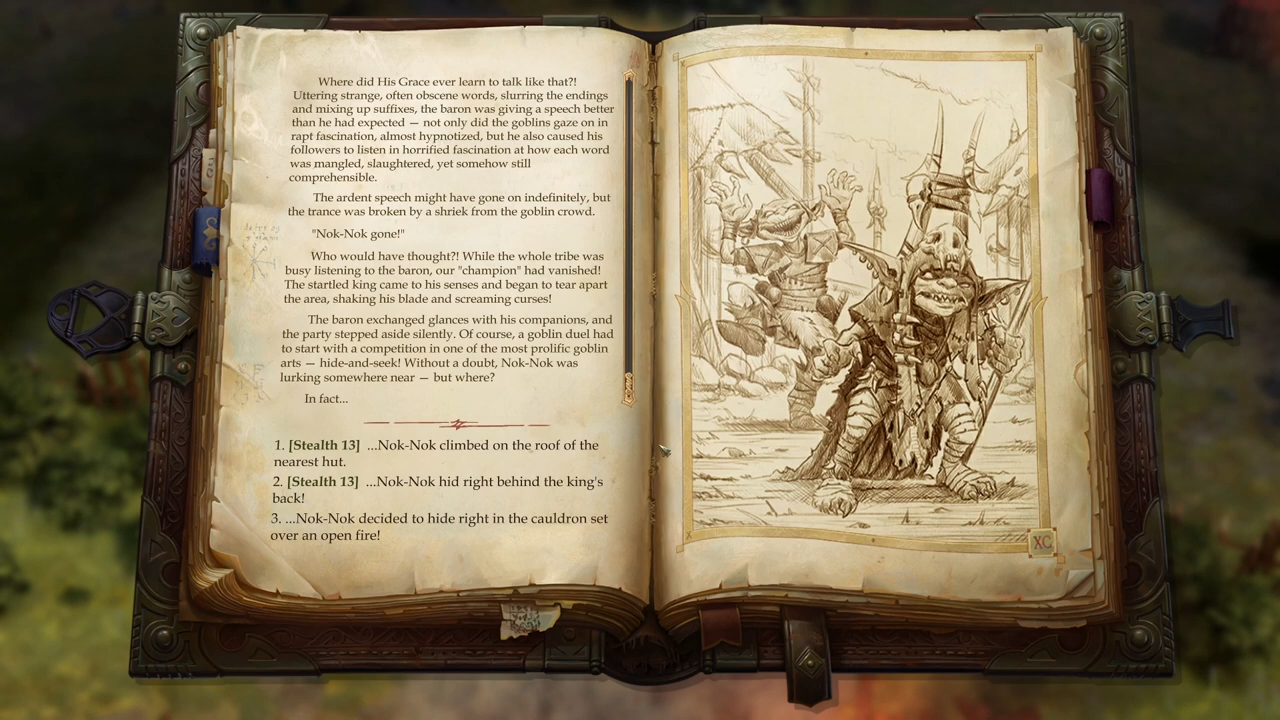 Where did His Grace ever learn to talk like that?!
Uttering strange, often obscene words, slurring the endings
and mixing up suffixes, the baron was giving a speech better
than he had expected — not only did the goblins gaze on in
rapt fascination, almost hypnotized, but he also caused his
followers to listen in horrified fascination at how each word
was mangled, slaughtered, yet somehow still
comprehensible.
The ardent speech might have gone on indefinitely, but
the trance was broken by a shriek from the goblin crowd.
"Nok-Nok gone!"
Who would have thought?! While the whole tribe was
busy listening to the baron, our "champion" had vanished!
The startled king came to his senses and began to tear apart
the area, shaking his blade and screaming curses!
The baron exchanged glances with his companions, and
the party stepped aside silently. Of course, a goblin duel had
to start with a competition in one of the most prolific goblin
arts — hide-and-seek! Without a doubt, Nok-Nok was
lurking somewhere near — but where?
In fact...
1. [Stealth 13] ...Nok-Nok climbed on the roof of the
nearest hut.
2. [Stealth 13] ...Nok-Nok hid right behind the king's
back!
3. ...Nok-Nok decided to hide right in the cauldron set
over an open fire!
XC